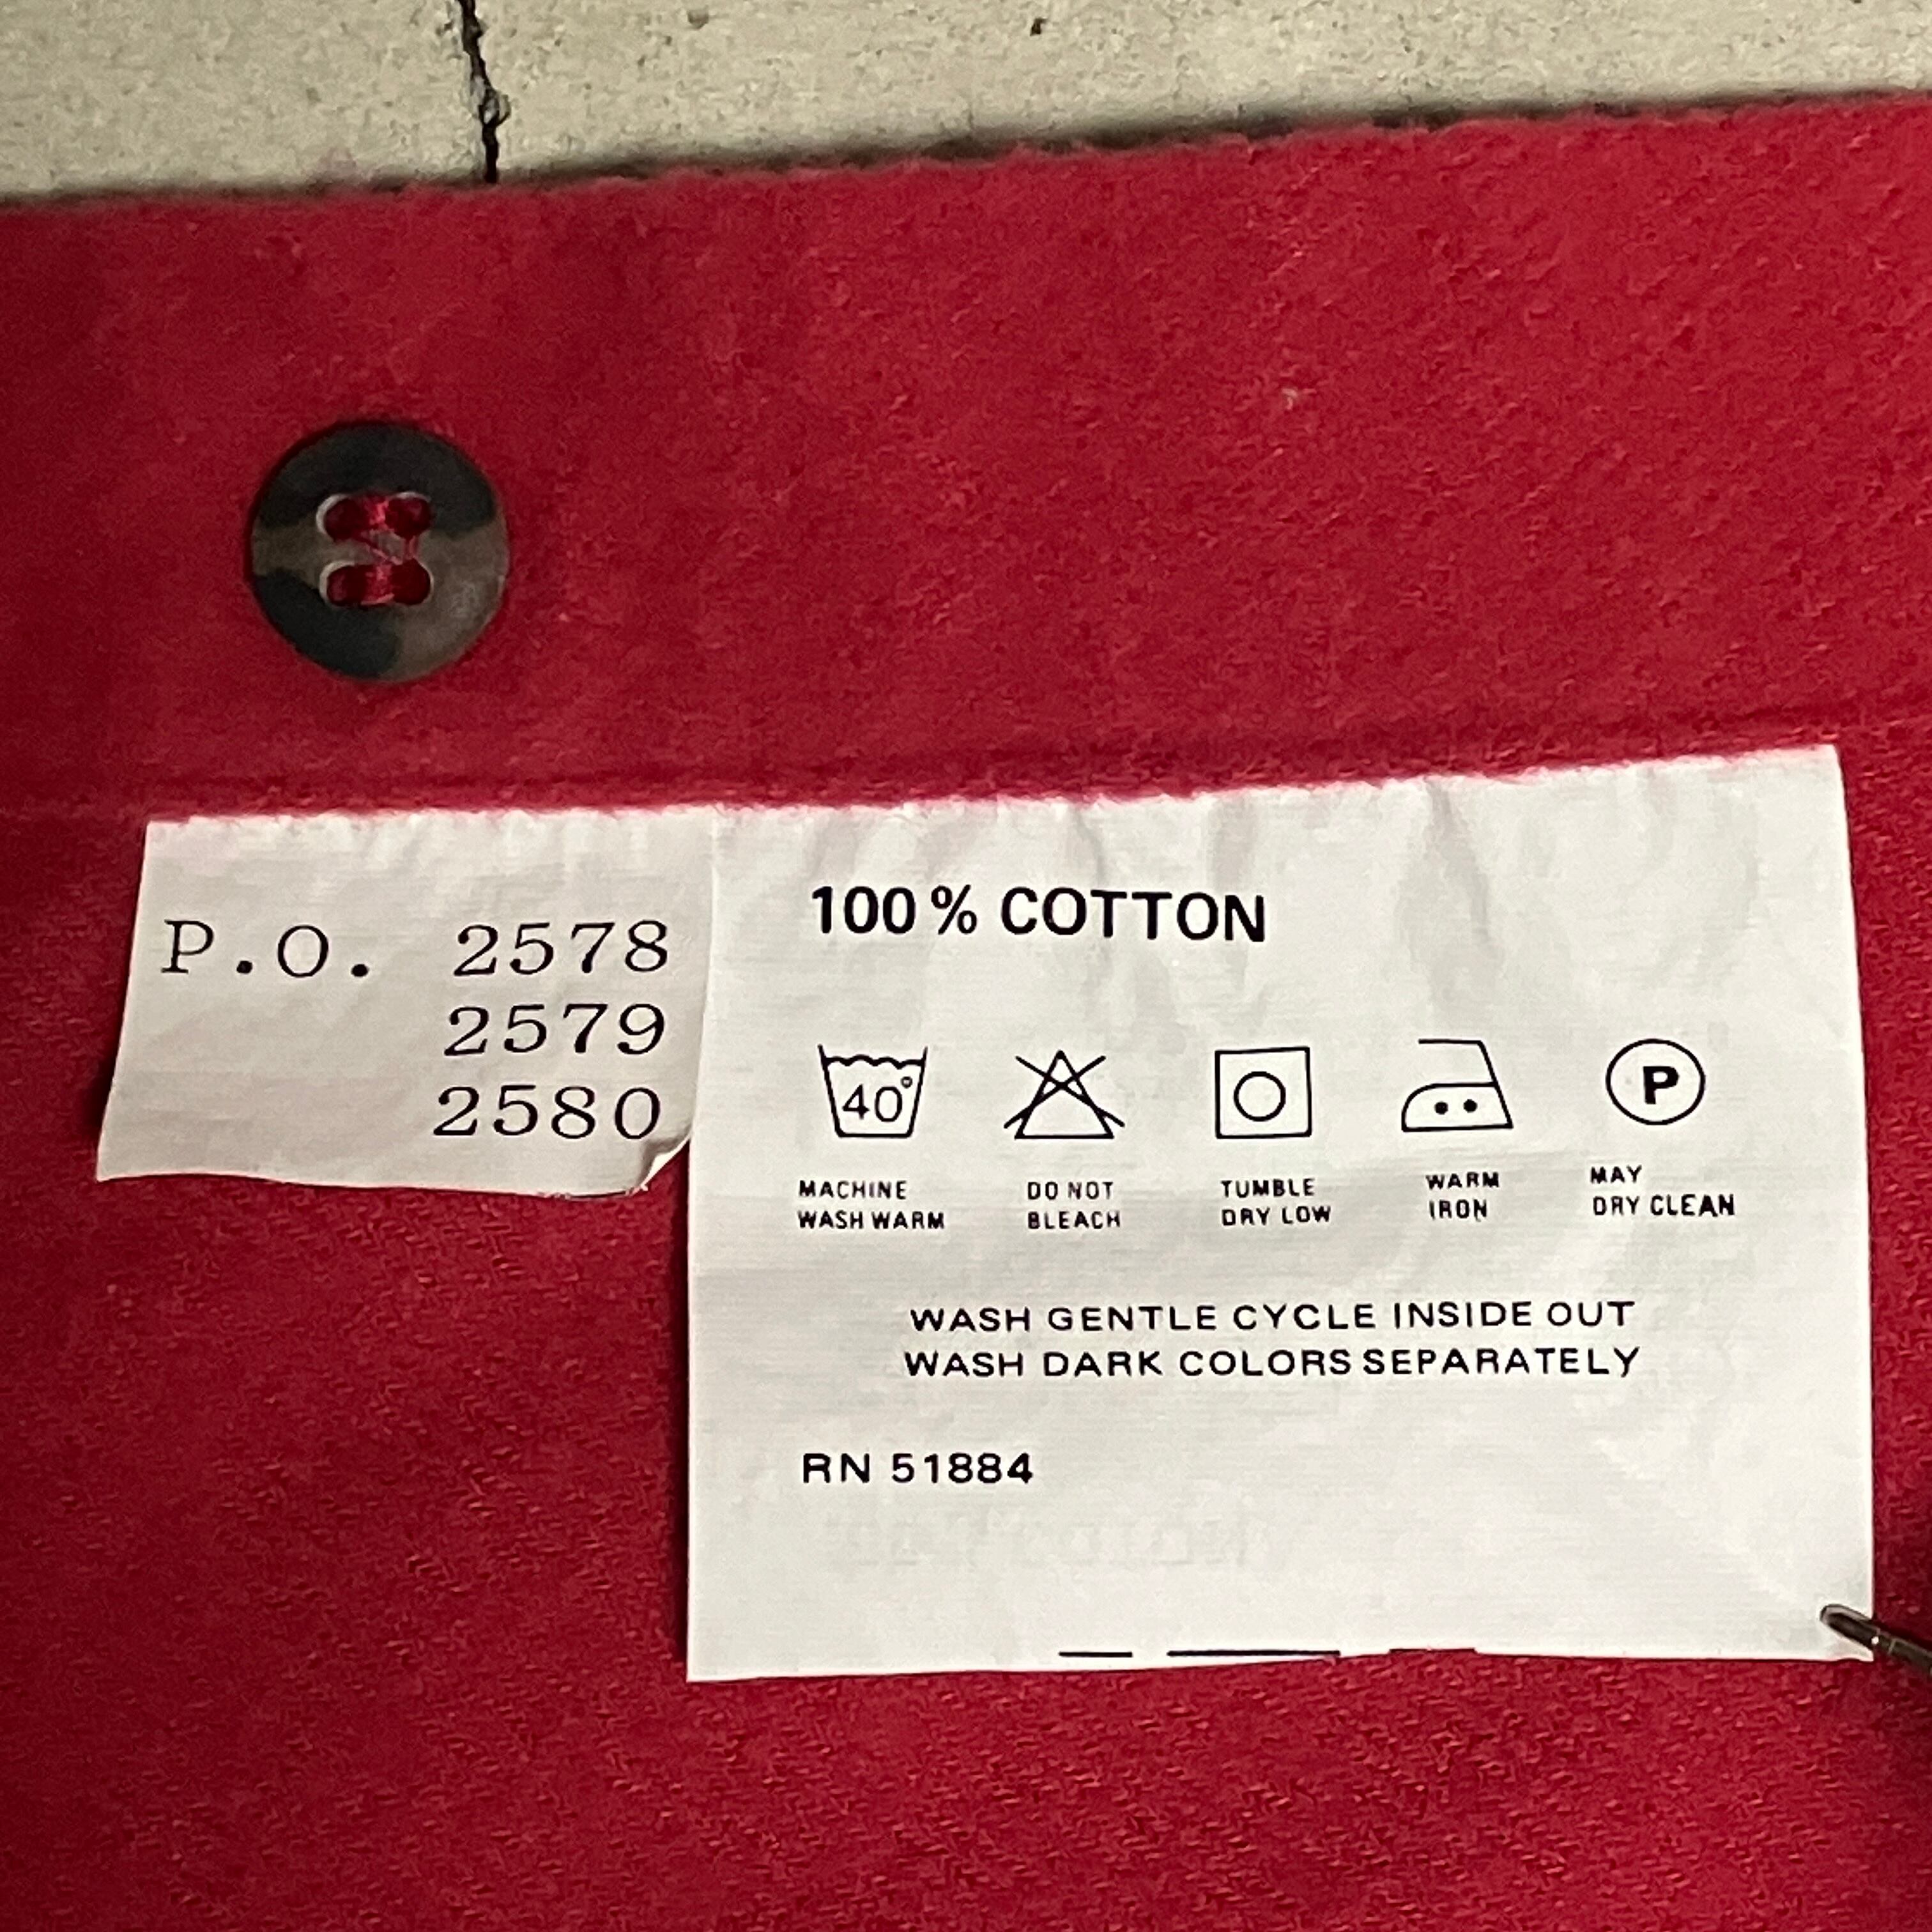 P.O. 2578
2579
2580
100% COTTON
40°
P
MACHINE
WASH WARM
DO NOT
BLEACH
TUMBLE
DRY LOW
WARM
IRON
MAY
DRY CLEAN
WASH GENTLE CYCLE INSIDE OUT
WASH DARK COLORS SEPARATELY
RN 51884